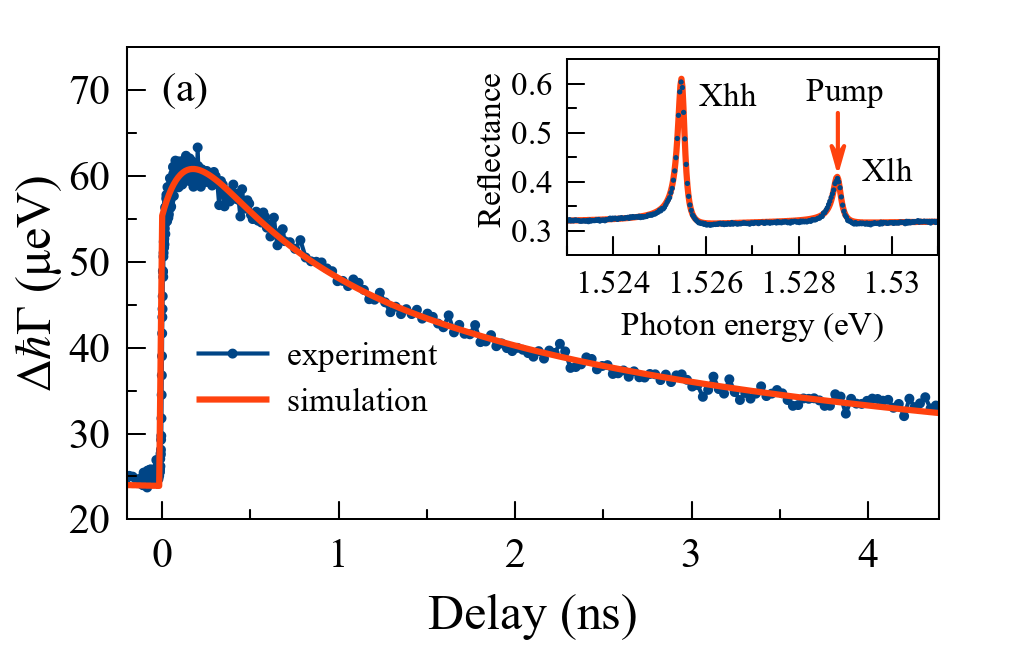 (a)
70
60
50
40
30
20
ΔℏΓ (μeV)
0 1 2 3 4
Delay (ns)
experiment
simulation
0.6
0.5
0.4
0.3
Reflectance
Xhh
Pump
Xlh
1.524 1.526 1.528 1.53
Photon energy (eV)